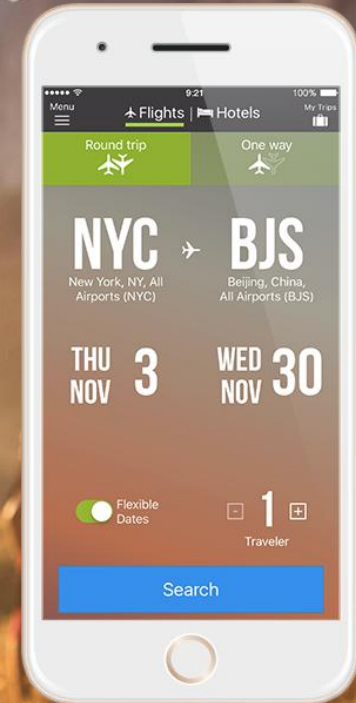 9:21
100%
Menu
Flights | Hotels
My Trips
Round trip
One way
NYC
New York, NY, All
Airports (NYC)
BJS
Beijing, China,
All Airports (BJS)
THU
NOV
3
WED
NOV
30
Flexible
Dates
- 1 +
Traveler
Search